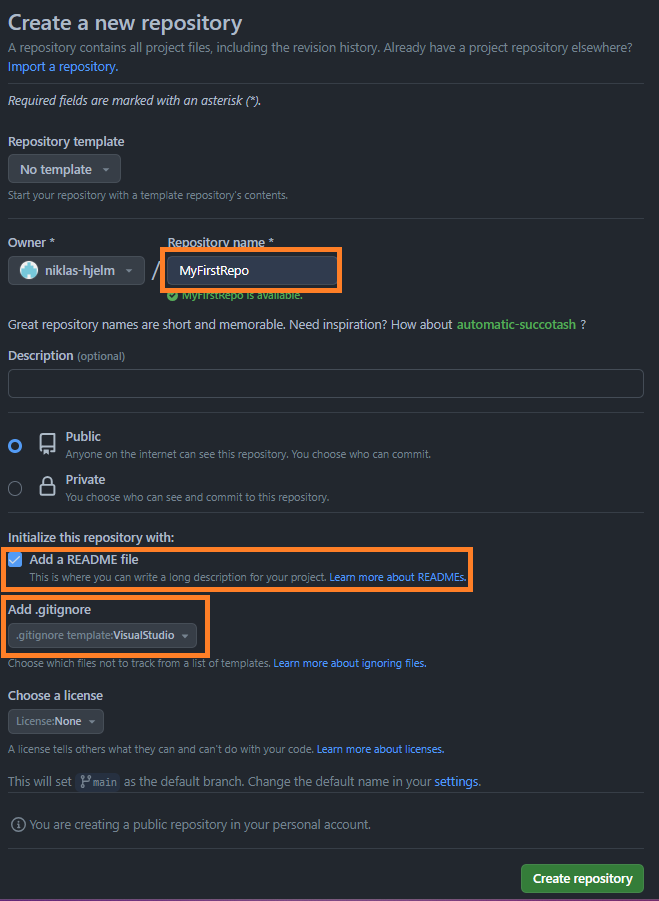 Create a new repository
A repository contains all project files, including the revision history. Already have a project repository elsewhere?
Import a repository.
Required fields are marked with an asterisk (*).
Repository template
No template
Start your repository with a template repository's contents.
Owner *
Repository name *
niklas-hjelm
/
MyFirstRepo
MyFirstRepo is available.
Great repository names are short and memorable. Need inspiration? How about automatic-succotash ?
Description (optional)
Public
Anyone on the internet can see this repository. You choose who can commit.
Private
You choose who can see and commit to this repository.
Initialize this repository with:
Add a README file
This is where you can write a long description for your project. Learn more about READMEs.
Add .gitignore
.gitignore template:VisualStudio
Choose which files not to track from a list of templates. Learn more about ignoring files.
Choose a license
License:None
A license tells others what they can and can't do with your code. Learn more about licenses.
This will set main as the default branch. Change the default name in your settings.
You are creating a public repository in your personal account.
Create repository